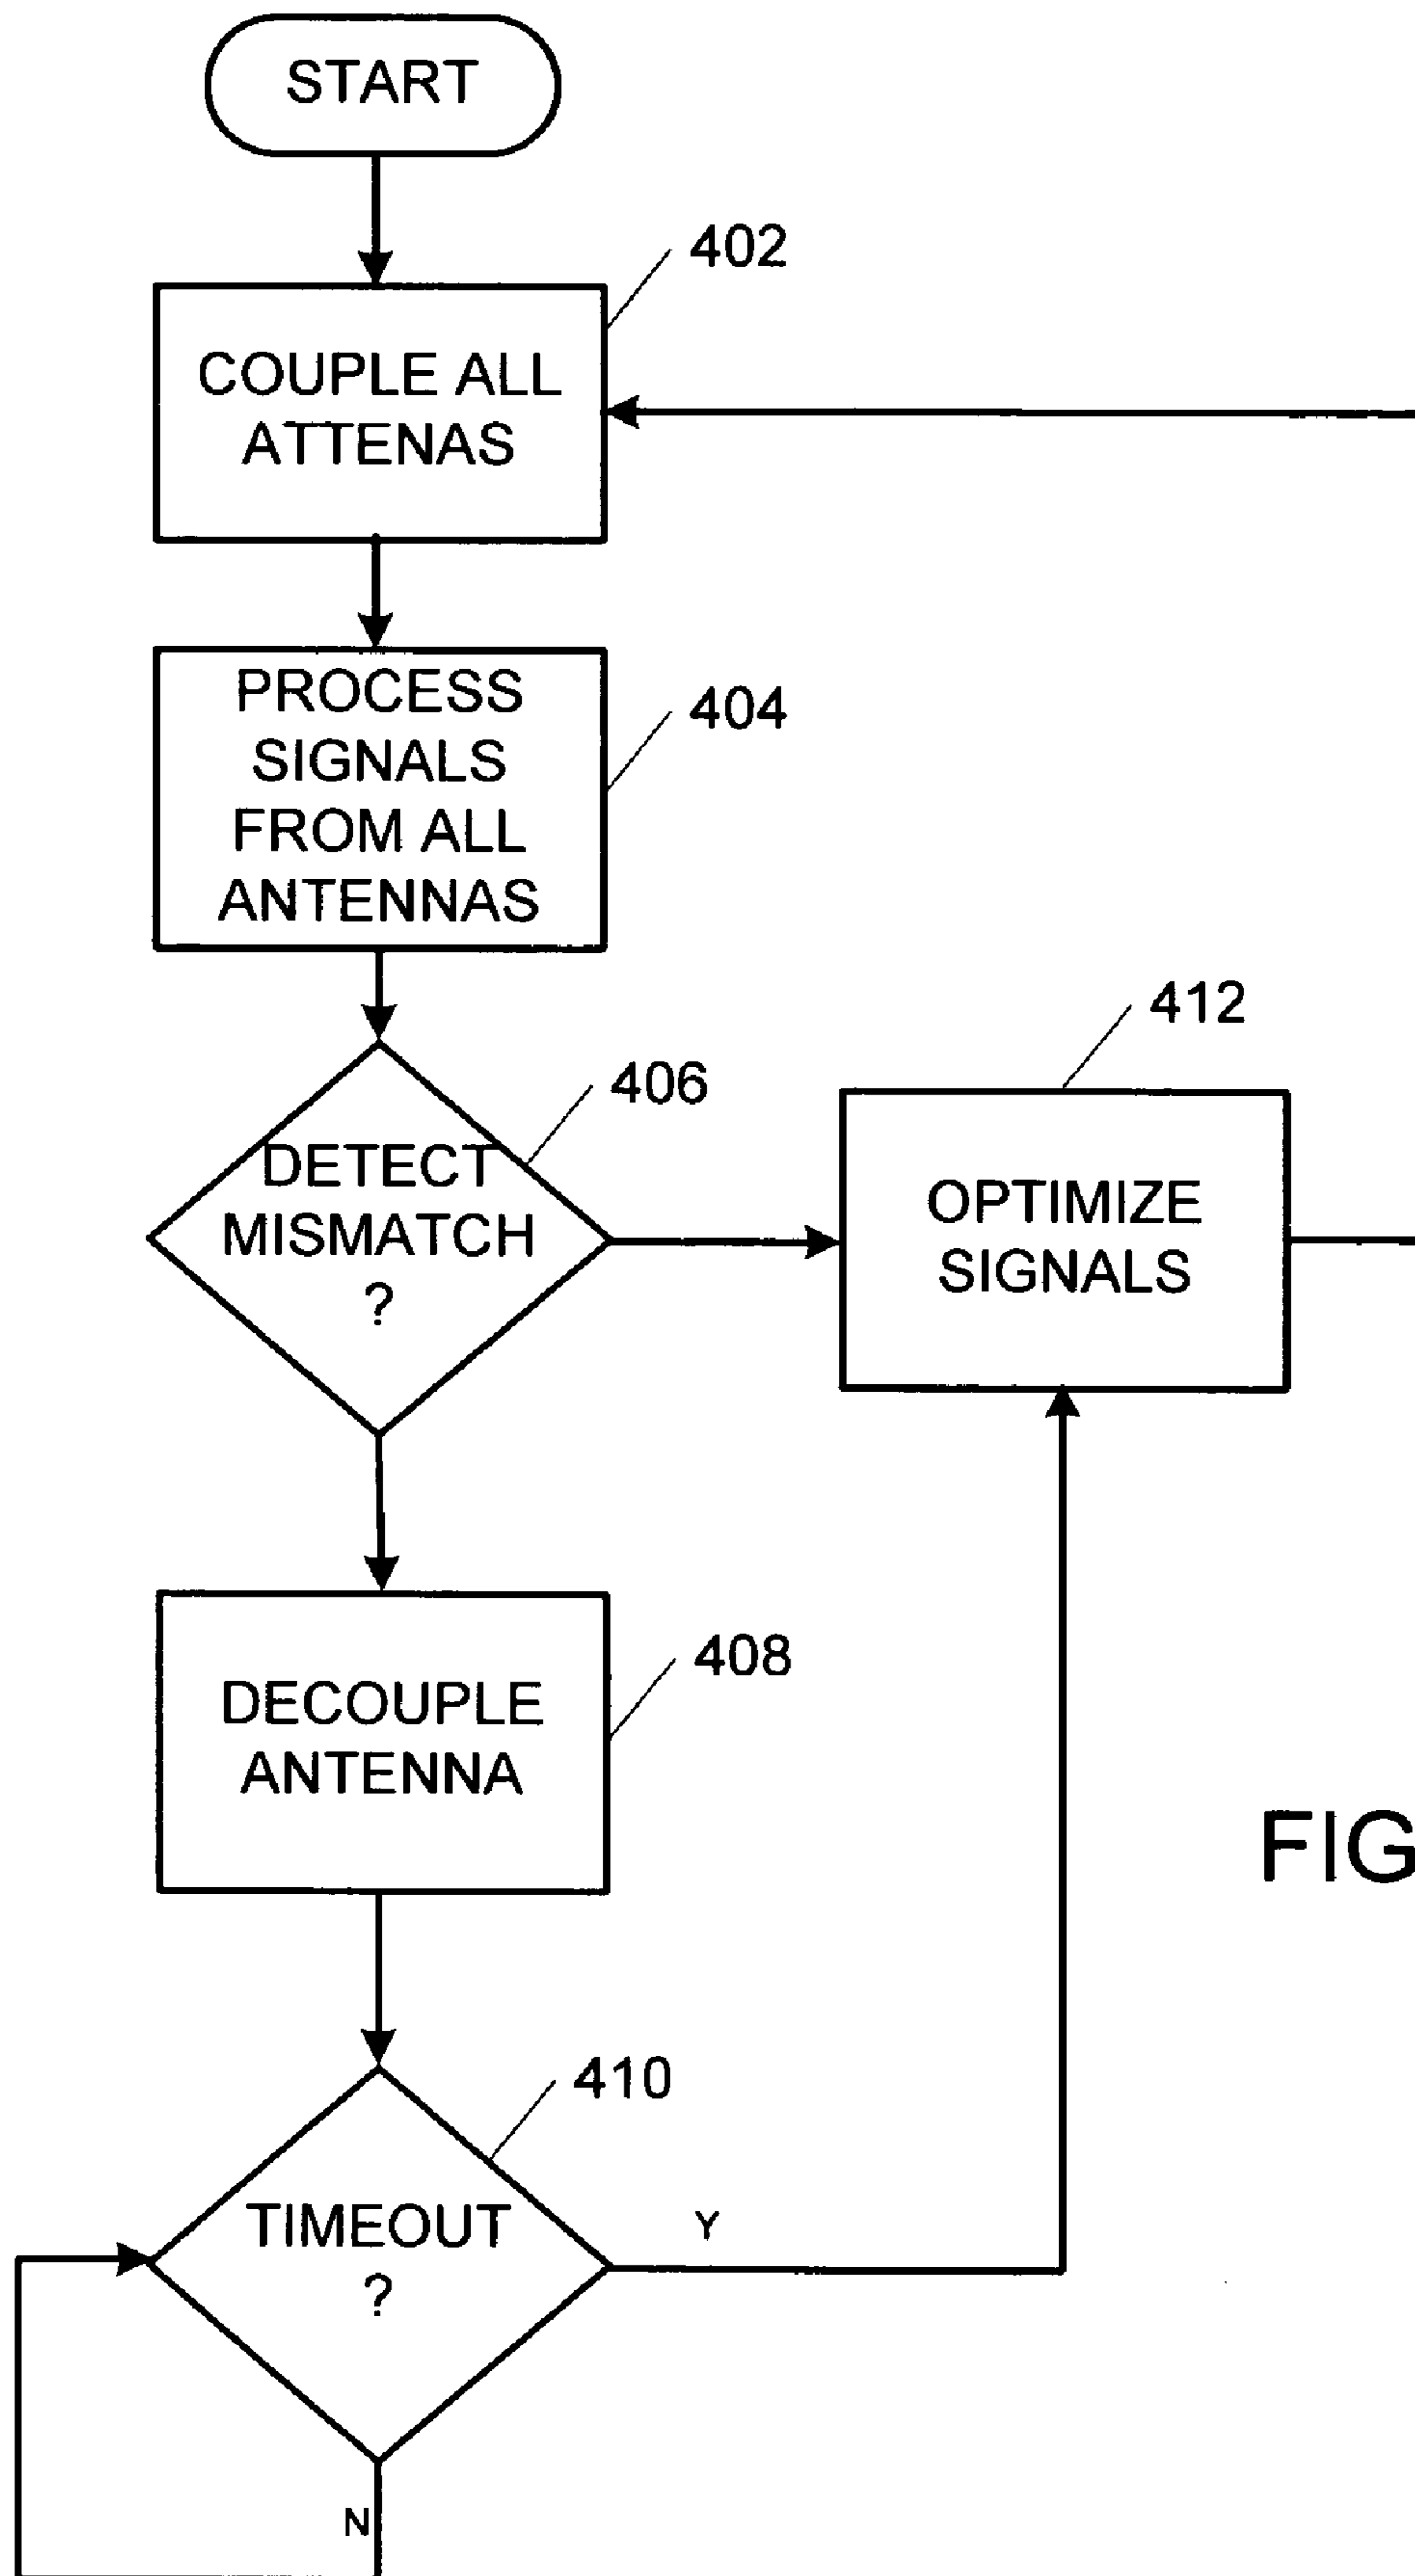 START
402
COUPLE ALL
ATTENAS
404
PROCESS
SIGNALS
FROM ALL
ANTENNAS
406
DETECT
MISMATCH
?
412
OPTIMIZE
SIGNALS
408
DECOUPLE
ANTENNA
FIG
410
TIMEOUT
?
Y
N